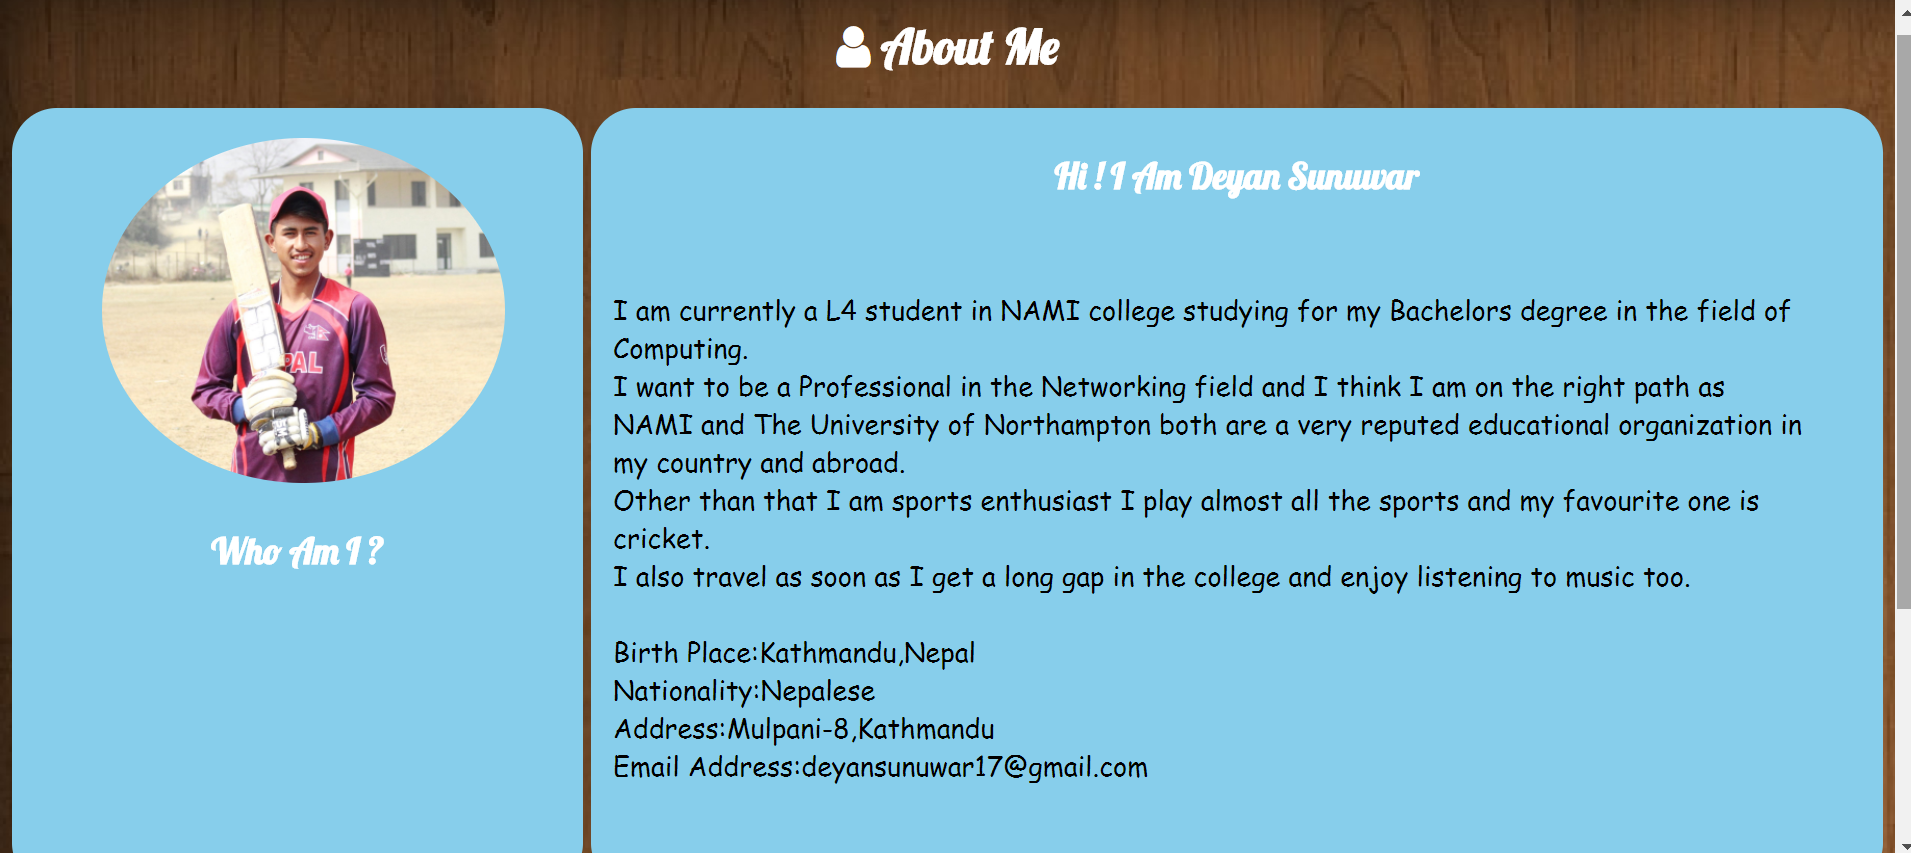 About Me
Hi ! I Am Deyan Sunuwar
PAL
Who Am I ?
I am currently a L4 student in NAMI college studying for my Bachelors degree in the field of
Computing.
I want to be a Professional in the Networking field and I think I am on the right path as
NAMI and The University of Northampton both are a very reputed educational organization in
my country and abroad.
Other than that I am sports enthusiast I play almost all the sports and my favourite one is
cricket.
I also travel as soon as I get a long gap in the college and enjoy listening to music too.
Birth Place:Kathmandu,Nepal
Nationality:Nepalese
Address:Mulpani-8,Kathmandu
Email Address:deyansunuwar17@gmail.com